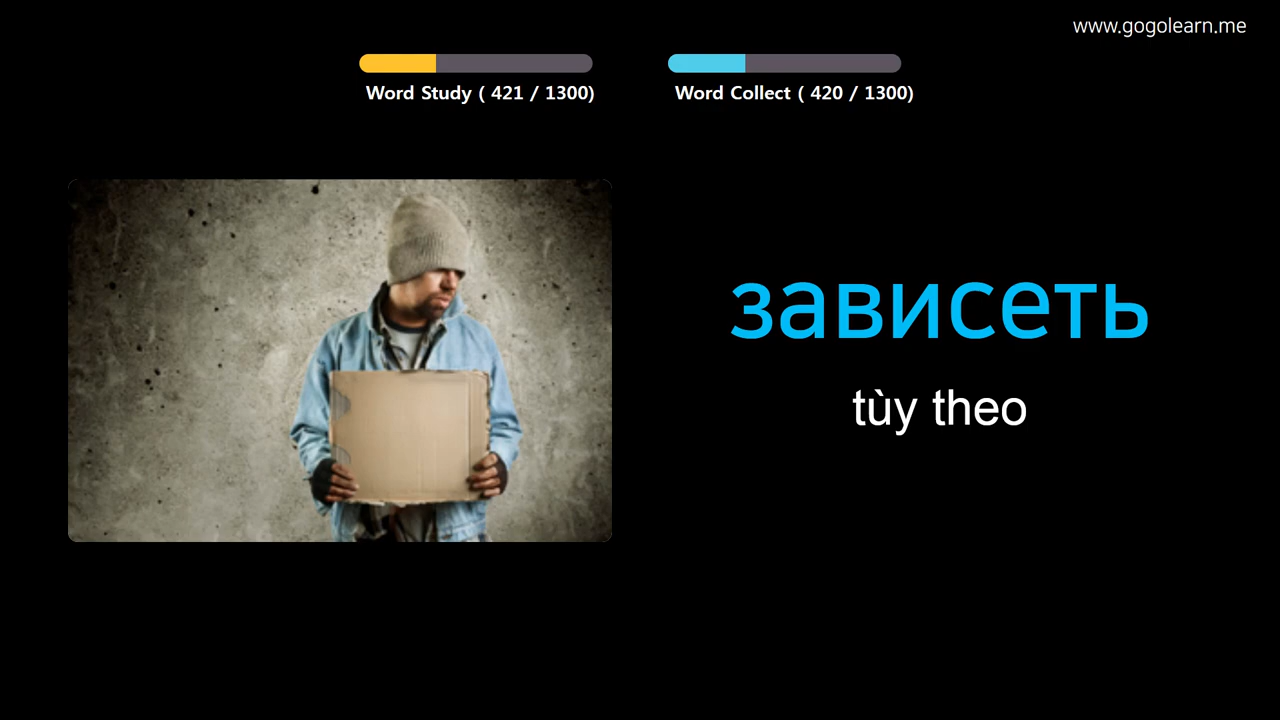 www.gogolearn.me
Word Study ( 421 / 1300)
Word Collect ( 420 / 1300)
зависеть
tùy theo